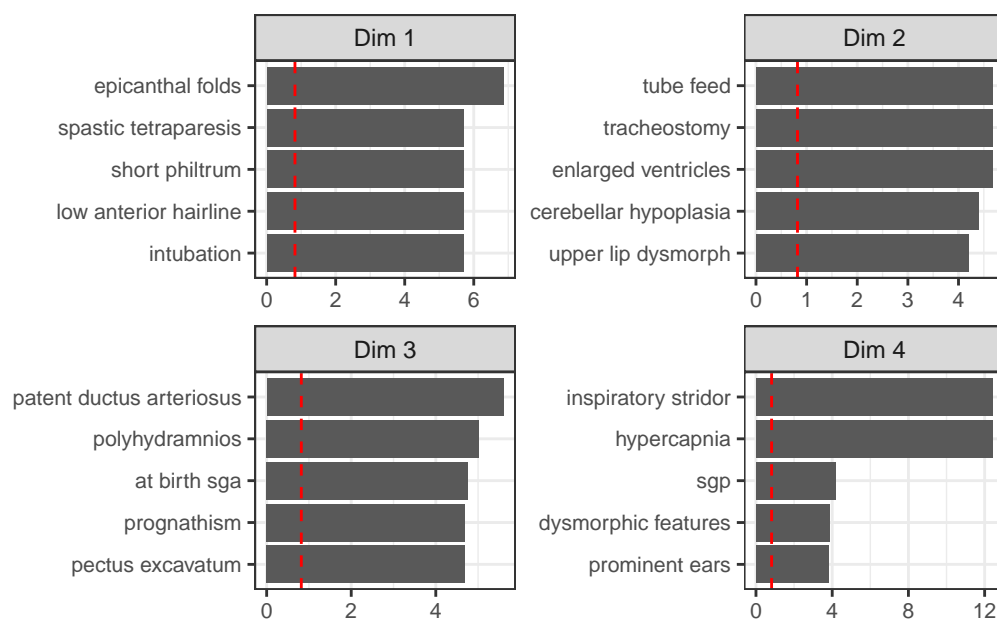 Dim 1
epicanthal folds
spastic tetraparesis
short philtrum
low anterior hairline
intubation
0 2 4 6
Dim 2
tube feed
tracheostomy
enlarged ventricles
cerebellar hypoplasia
upper lip dysmorph
0 1 2 3 4
Dim 3
patent ductus arteriosus
polyhydramnios
at birth sga
prognathism
pectus excavatum
0 2 4
Dim 4
inspiratory stridor
hypercapnia
sgp
dysmorphic features
prominent ears
0 4 8 12